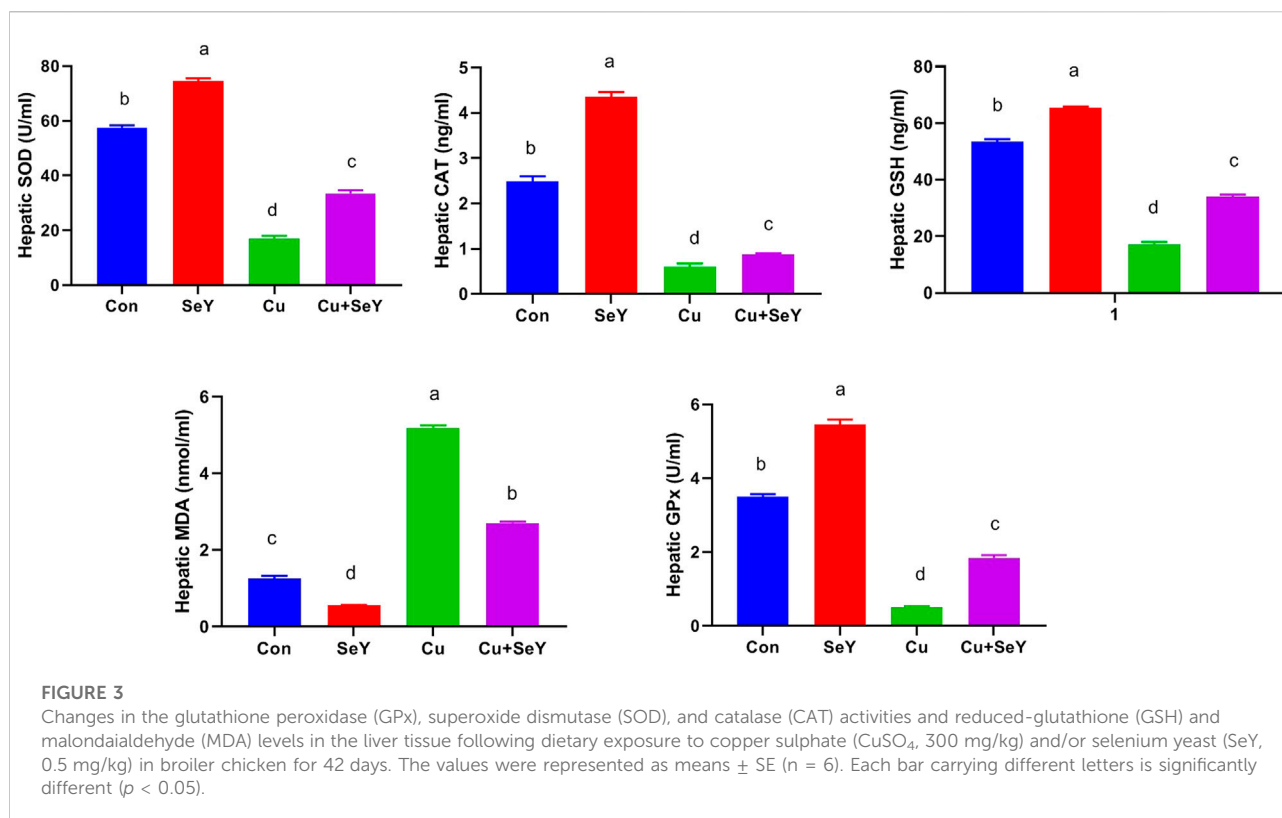 Hepatic SOD (U/ml)
80
60
40
20
0
b
a
d
c
Con SeY Cu Cu+SeY
Hepatic CAT (ng/ml)
5
4
3
2
1
0
b
a
d
c
Con SeY Cu Cu+SeY
Hepatic GSH (ng/ml)
80
60
40
20
0
b
a
d
c
1
Hepatic MDA (nmol/ml)
6
4
2
0
c
d
a
b
Con SeY Cu Cu+SeY
Hepatic GPx (U/ml)
6
4
2
0
b
a
d
c
Con SeY Cu Cu+SeY
FIGURE 3
Changes in the glutathione peroxidase (GPx), superoxide dismutase (SOD), and catalase (CAT) activities and reduced-glutathione (GSH) and
malondaialdehyde (MDA) levels in the liver tissue following dietary exposure to copper sulphate (CuSO₄, 300 mg/kg) and/or selenium yeast (SeY,
0.5 mg/kg) in broiler chicken for 42 days. The values were represented as means ± SE (n = 6). Each bar carrying different letters is significantly
different (p < 0.05).